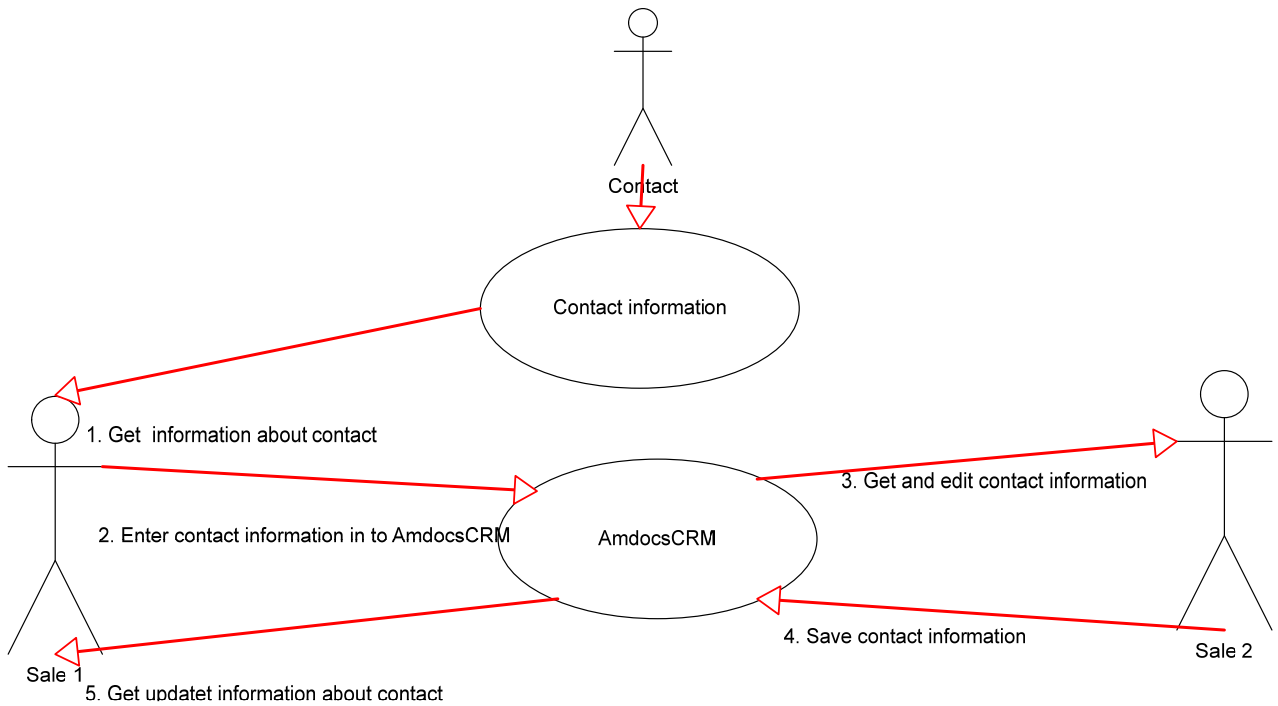 Contact
Contact information
1. Get  information about contact
3. Get and edit contact information
2. Enter contact information in to AmdocsCRM
AmdocsCRM
4. Save contact information
Sale 2
Sale 1
5. Get updatet information about contact